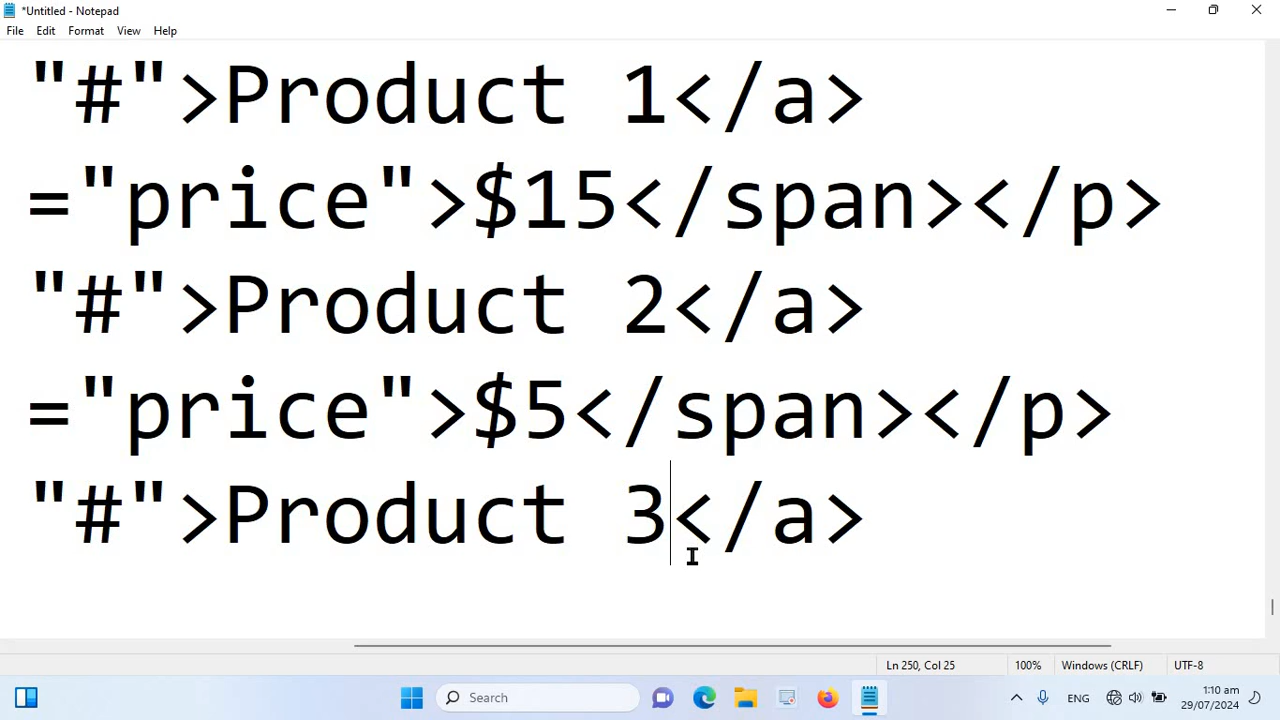 *Untitled - Notepad
File Edit Format View Help
"#">Product 1</a>
="price">$15</span></p>
"#">Product 2</a>
="price">$5</span></p>
"#">Product 3</a>
Ln 250, Col 25 100% Windows (CRLF) UTF-8
Search ENG 1:10 am
29/07/2024